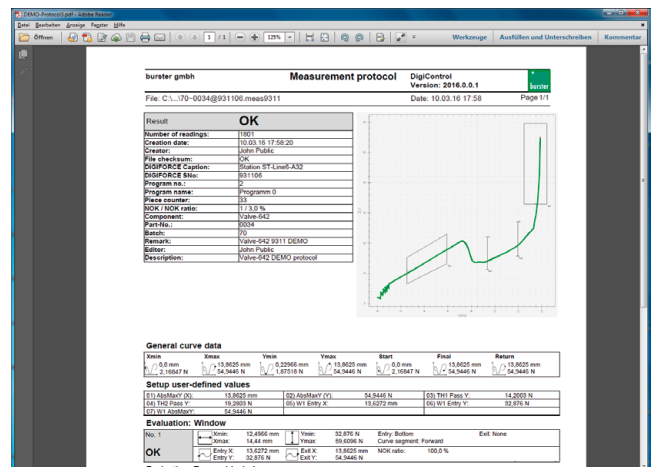 DEMO-Protocol3.pdf - Adobe Reader
Datei Bearbeiten Anzeige Fenster Hilfe
Öffnen 1 / 1 125% Werkzeuge Ausfüllen und Unterschreiben Kommentar
burster gmbh Measurement protocol DigiControl
Version: 2016.0.0.1
burster
File: C:\...\70~0034@931106.meas9311 Date: 10.03.16 17:58 Page 1/1
Result OK
Number of readings: 1801
Creation date: 10.03.16 17:58:20
Creator: John Public
File checksum: OK
DIGIFORCE Caption: Station ST-Line6-A32
DIGIFORCE SNo: 931106
Program no.: 2
Program name: Programm 0
Piece counter: 33
NOK / NOK ratio: 1 / 3,0 %
Component: Valve-642
Part-No.: 0034
Batch: 70
Remark: Valve-642 9311 DEMO
Editor: John Public
Description: Valve-642 DEMO protocol
General curve data
Xmin Xmax Ymin Ymax Start Final Return
0,0 mm 13,8625 mm 0,22966 mm 13,8625 mm 0,0 mm 13,8625 mm 13,8625 mm
2,16847 N 54,9446 N 1,87518 N 54,9446 N 2,16847 N 54,9446 N 54,9446 N
Setup user-defined values
01) AbsMaxY (X): 13,8625 mm 02) AbsMaxY (Y): 54,9446 N 03) TH1 Pass Y: 14,2003 N
04) TH2 Pass Y: 19,2803 N 05) W1 Entry X: 13,6272 mm 06) W1 Entry Y: 32,876 N
07) W1 AbsMaxY: 54,9446 N
Evaluation: Window
No. 1 Xmin: 12,4966 mm Ymin: 32,876 N Entry: Bottom Exit: None
Xmax: 14,44 mm Ymax: 59,6096 N Curve segment: Forward
OK Entry X: 13,6272 mm Exit X: 13,8625 mm NOK ratio: 100,0 %
Entry Y: 32,876 N Exit Y: 54,9446 N